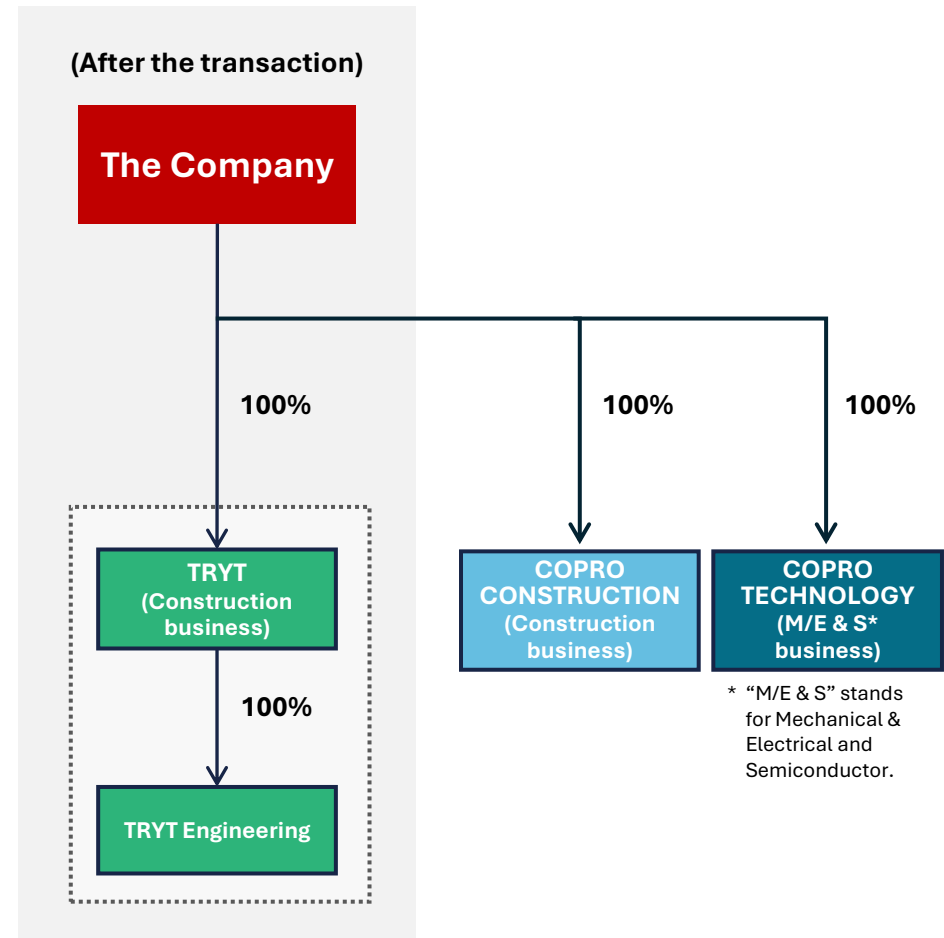 (After the transaction)
The Company
100%
100%
100%
TRYT
(Construction
business)
COPRO
CONSTRUCTION
(Construction
business)
COPRO
TECHNOLOGY
(M/E & S*
business)
* “M/E & S” stands
for Mechanical &
Electrical and
Semiconductor.
100%
TRYT Engineering